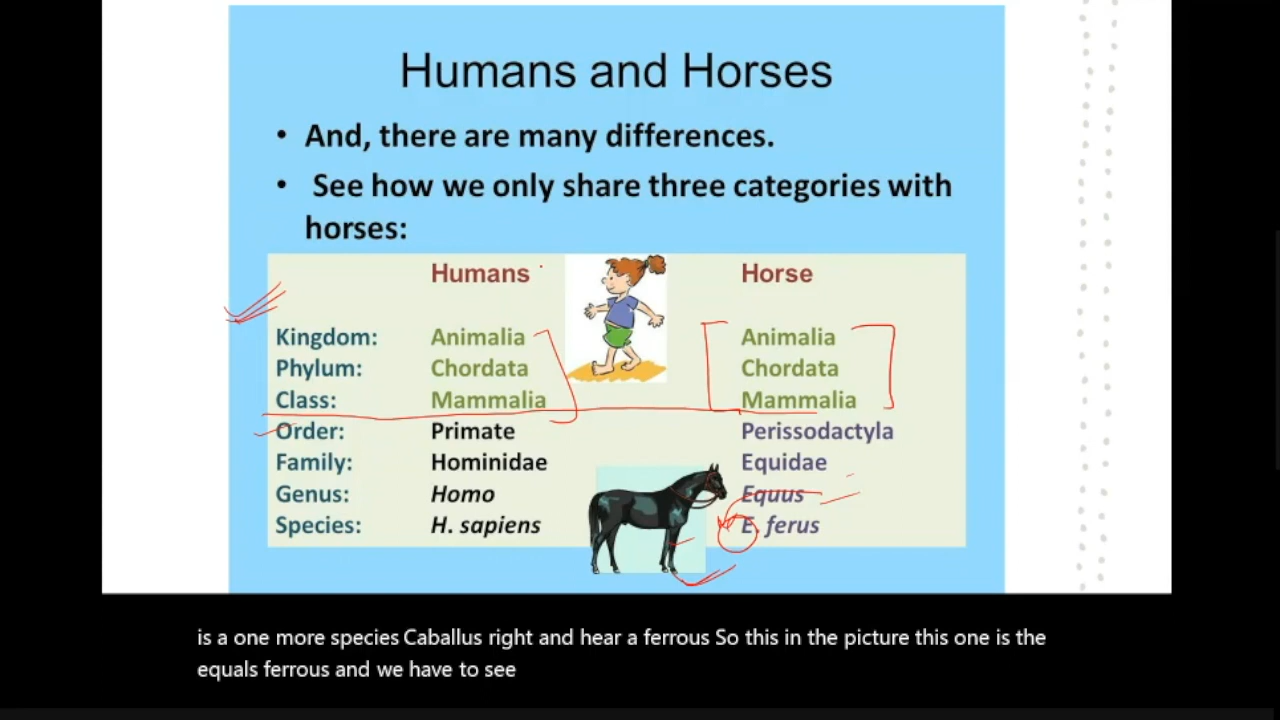 Humans and Horses
• And, there are many differences.
• See how we only share three categories with
horses:
Humans Horse
Kingdom: Animalia Animalia
Phylum: Chordata Chordata
Class: Mammalia Mammalia
Order: Primate Perissodactyla
Family: Hominidae Equidae
Genus: Homo Equus
Species: H. sapiens E. ferus
is a one more species Caballus right and hear a ferrous So this in the picture this one is the
equals ferrous and we have to see